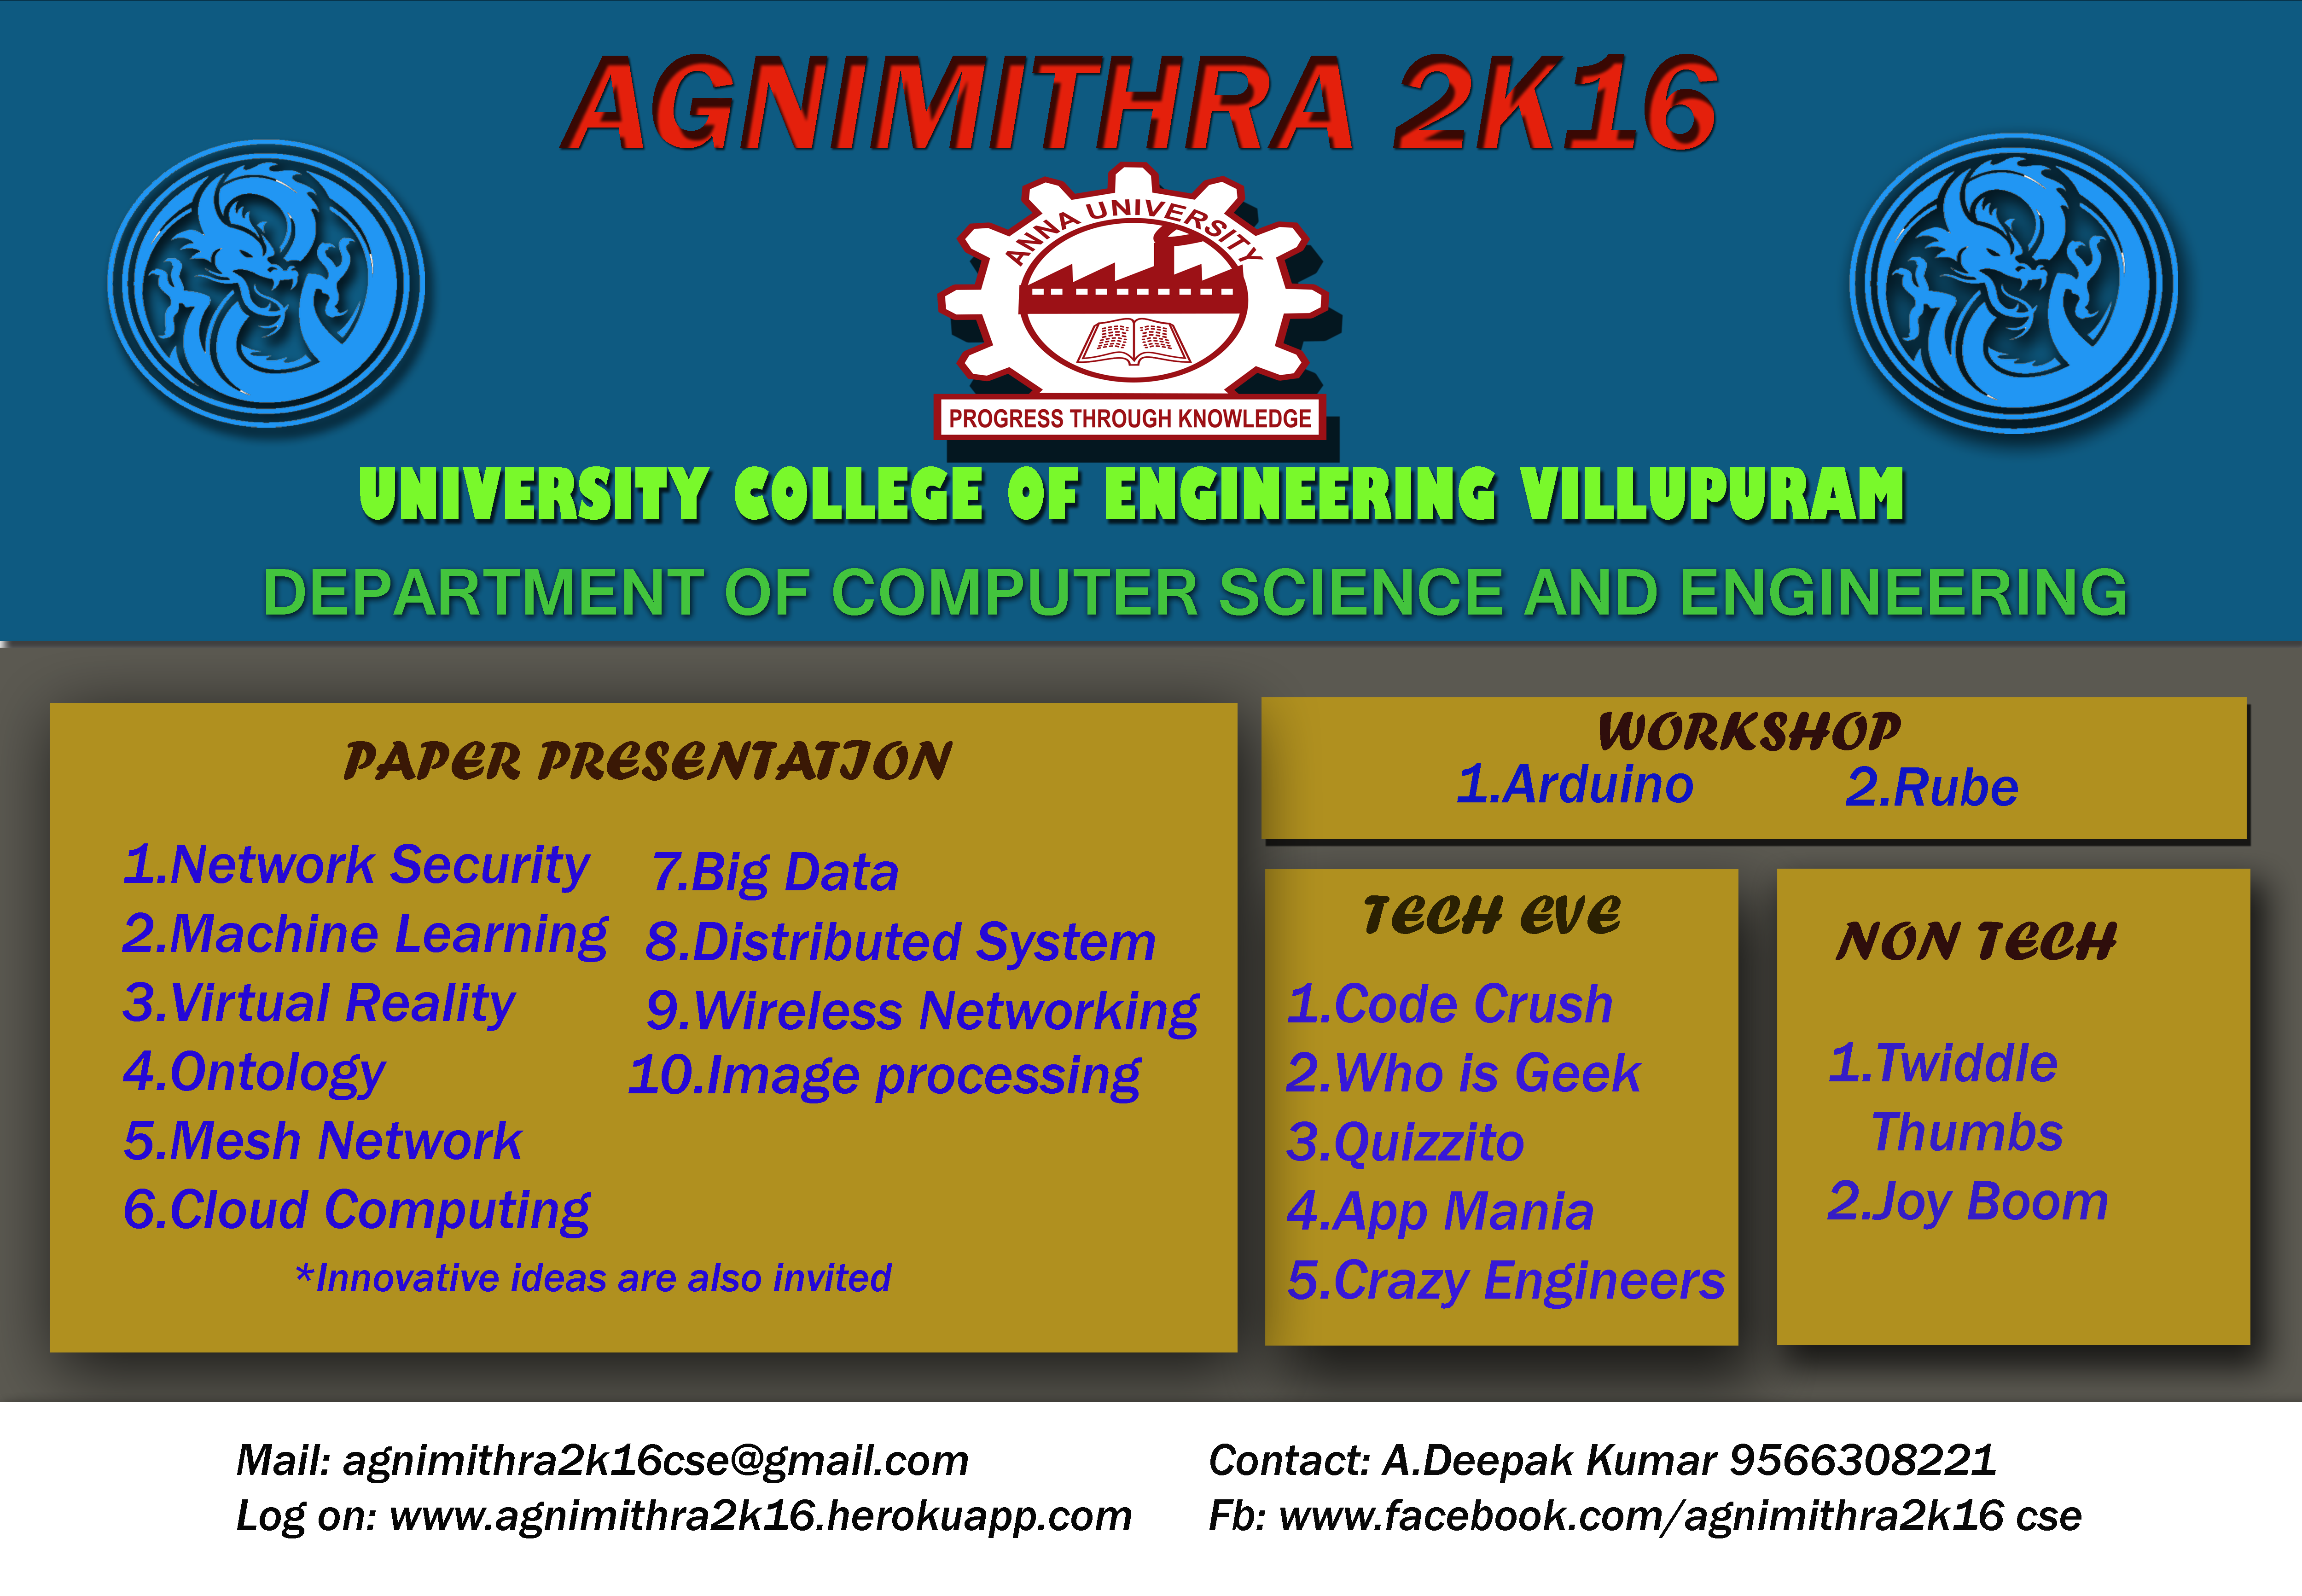 AGNIMITHRA 2K16
ANNA UNIVERSITY
PROGRESS THROUGH KNOWLEDGE
UNIVERSITY COLLEGE OF ENGINEERING VILLUPURAM
DEPARTMENT OF COMPUTER SCIENCE AND ENGINEERING
PAPER PRESENTATION
1.Network Security
2.Machine Learning
3.Virtual Reality
4.Ontology
5.Mesh Network
6.Cloud Computing
7.Big Data
8.Distributed System
9.Wireless Networking
10.Image processing
*Innovative ideas are also invited
WORKSHOP
1.Arduino 2.Rube
TECH EVE
1.Code Crush
2.Who is Geek
3.Quizzito
4.App Mania
5.Crazy Engineers
NON TECH
1.Twiddle
Thumbs
2.Joy Boom
Mail: agnimithra2k16cse@gmail.com
Log on: www.agnimithra2k16.herokuapp.com
Contact: A.Deepak Kumar 9566308221
Fb: www.facebook.com/agnimithra2k16 cse